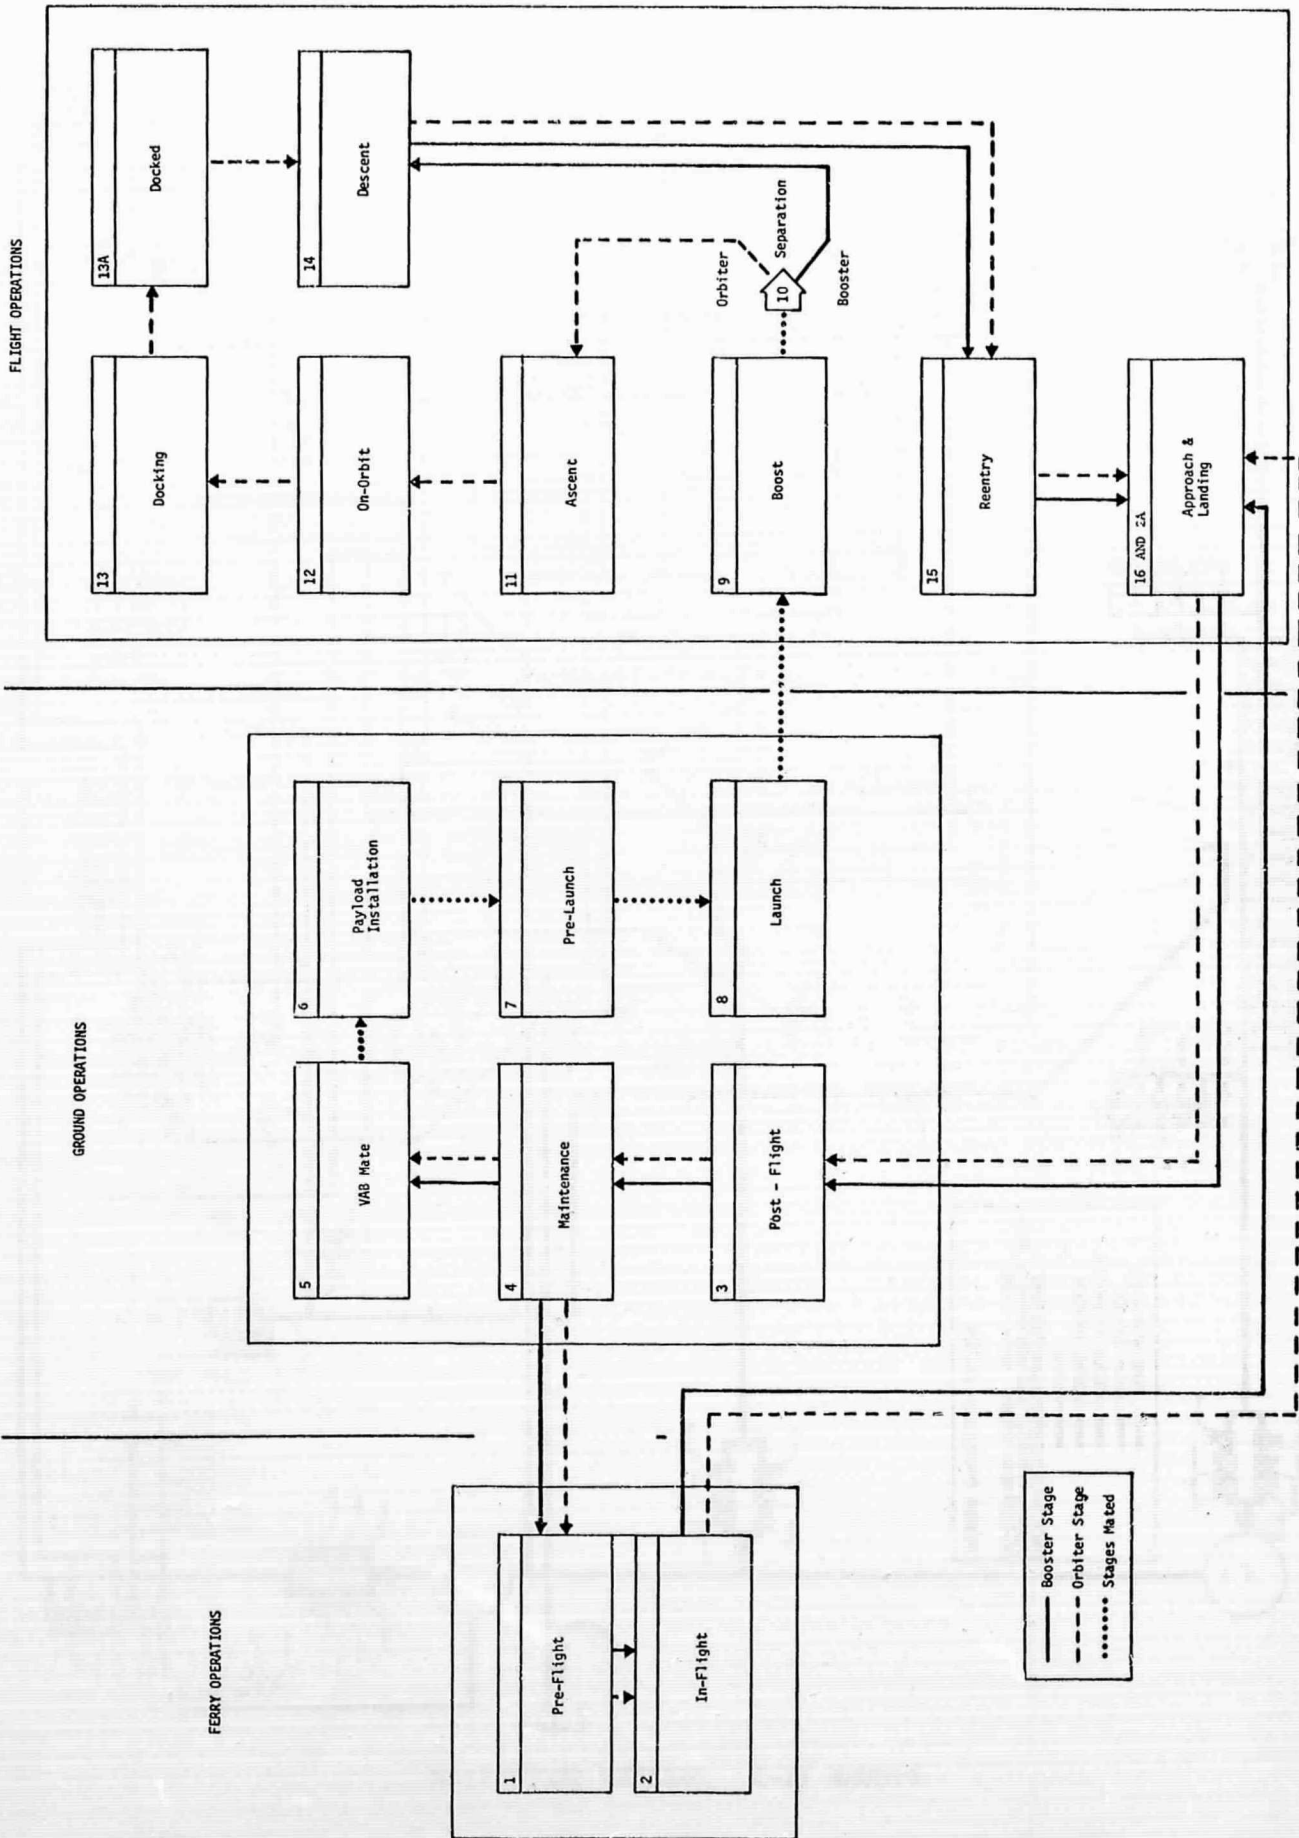 FERRY OPERATIONS
1
Pre-Flight
2
In-Flight
Booster Stage
Orbiter Stage
Stages Mated
GROUND OPERATIONS
5
VAB Mate
6
Payload
Installation
4
Maintenance
7
Pre-Launch
3
Post - Flight
8
Launch
FLIGHT OPERATIONS
13
Docking
13A
Docked
12
On-Orbit
14
Descent
11
Ascent
Orbiter
10
Separation
Booster
9
Boost
15
Reentry
16 AND 2A
Approach &
Landing